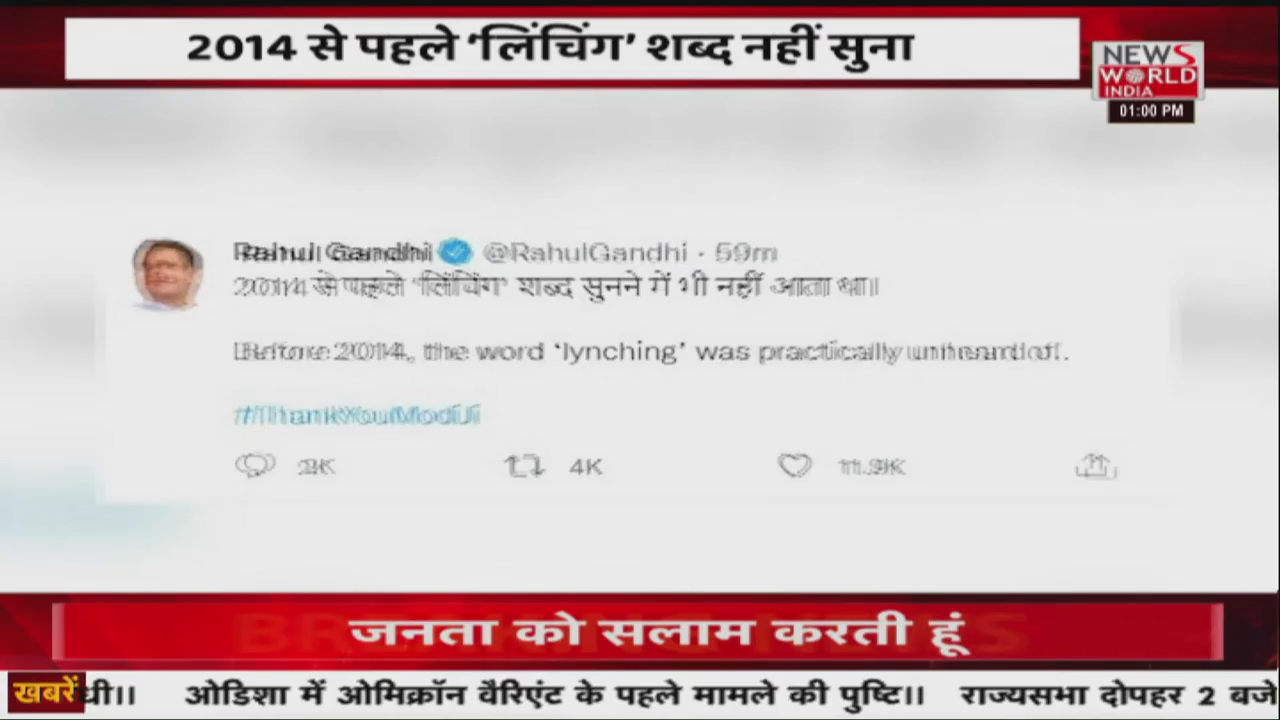 2014 से पहले ‘लिंचिंग’ शब्द नहीं सुना
NEWS
WORLD
INDIA
01:00 PM
Rahul Gandhi @RahulGandhi · 59m
2014 से पहले ‘लिंचिंग’ शब्द सुनने में भी नहीं आता था।
Before 2014, the word ‘lynching’ was practically unheard of.
#ThankYouModiJi
2K 4K 11.9K
जनता को सलाम करती हूं
खबरें धी।। ओडिशा में ओमिक्रॉन वैरिएंट के पहले मामले की पुष्टि।। राज्यसभा दोपहर 2 बजे